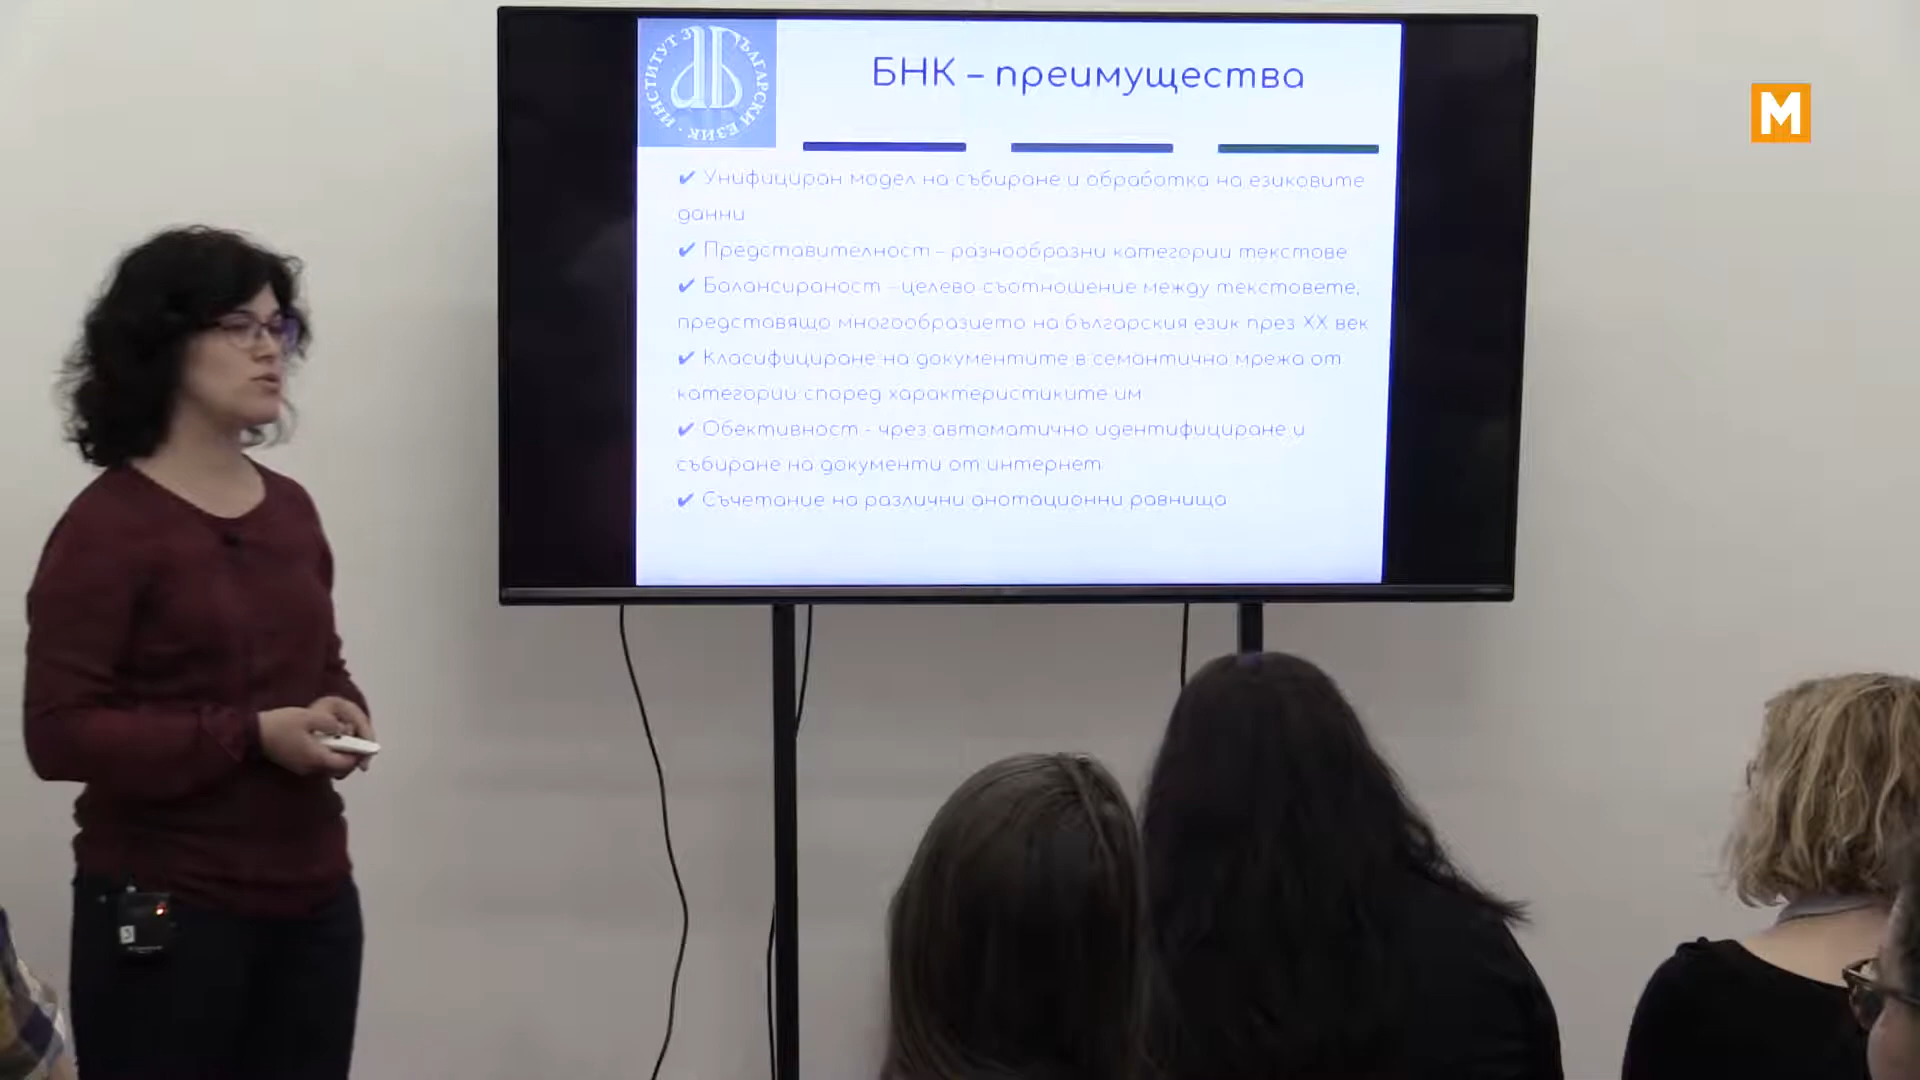 ИНСТИТУТ ЗА БЪЛГАРСКИ ЕЗИК
БНК – преимущества
М
✔ Унифициран модел на събиране и обработка на езиковите
данни
✔ Представителност – разнообразни категории текстове
✔ Балансираност –целево съотношение между текстовете,
представящо многообразието на българския език през XX век
✔ Класифициране на документите в семантична мрежа от
категории според характеристиките им
✔ Обективност - чрез автоматично идентифициране и
събиране на документи от интернет
✔ Съчетание на различни анотационни равнища